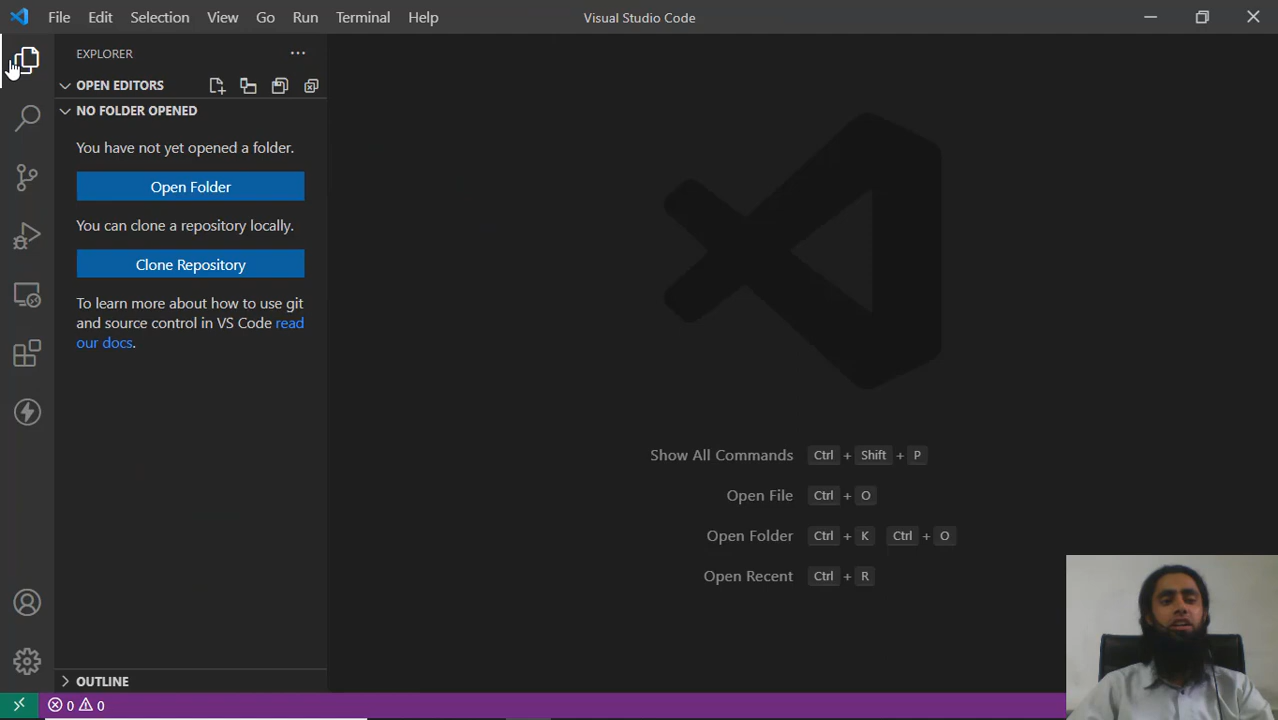 File Edit Selection View Go Run Terminal Help Visual Studio Code
EXPLORER
OPEN EDITORS
NO FOLDER OPENED
You have not yet opened a folder.
Open Folder
You can clone a repository locally.
Clone Repository
To learn more about how to use git
and source control in VS Code read
our docs.
Show All Commands Ctrl + Shift + P
Open File Ctrl + O
Open Folder Ctrl + K Ctrl + O
Open Recent Ctrl + R
OUTLINE
0 0